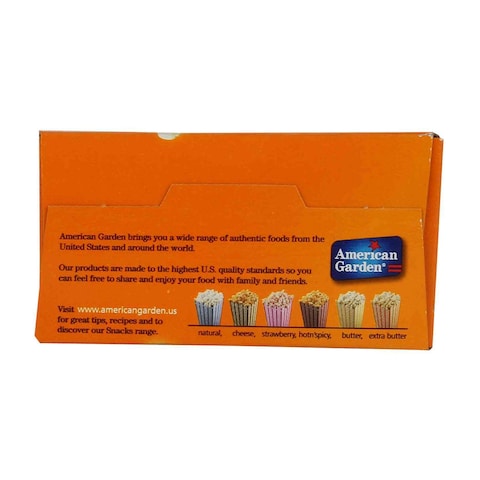 American Garden brings you a wide range of authentic foods from the
United States and around the world.
Our products are made to the highest U.S. quality standards so you
can feel free to share and enjoy your food with family and friends.
Visit www.americangarden.us
for great tips, recipes and to
discover our Snacks range.
American
Garden®
natural, cheese, strawberry, hotn'spicy, butter, extra butter